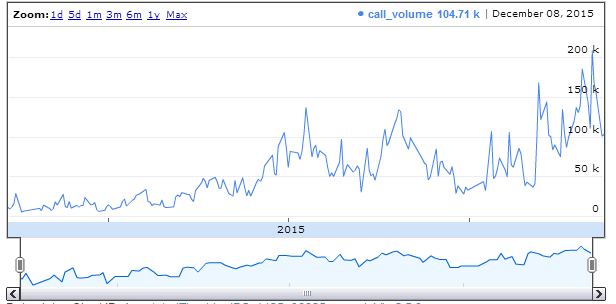 Zoom: 1d 5d 1m 3m 6m 1y Max
call_volume 104.71 k | December 08, 2015
200 k
150 k
100 k
50 k
0
2015